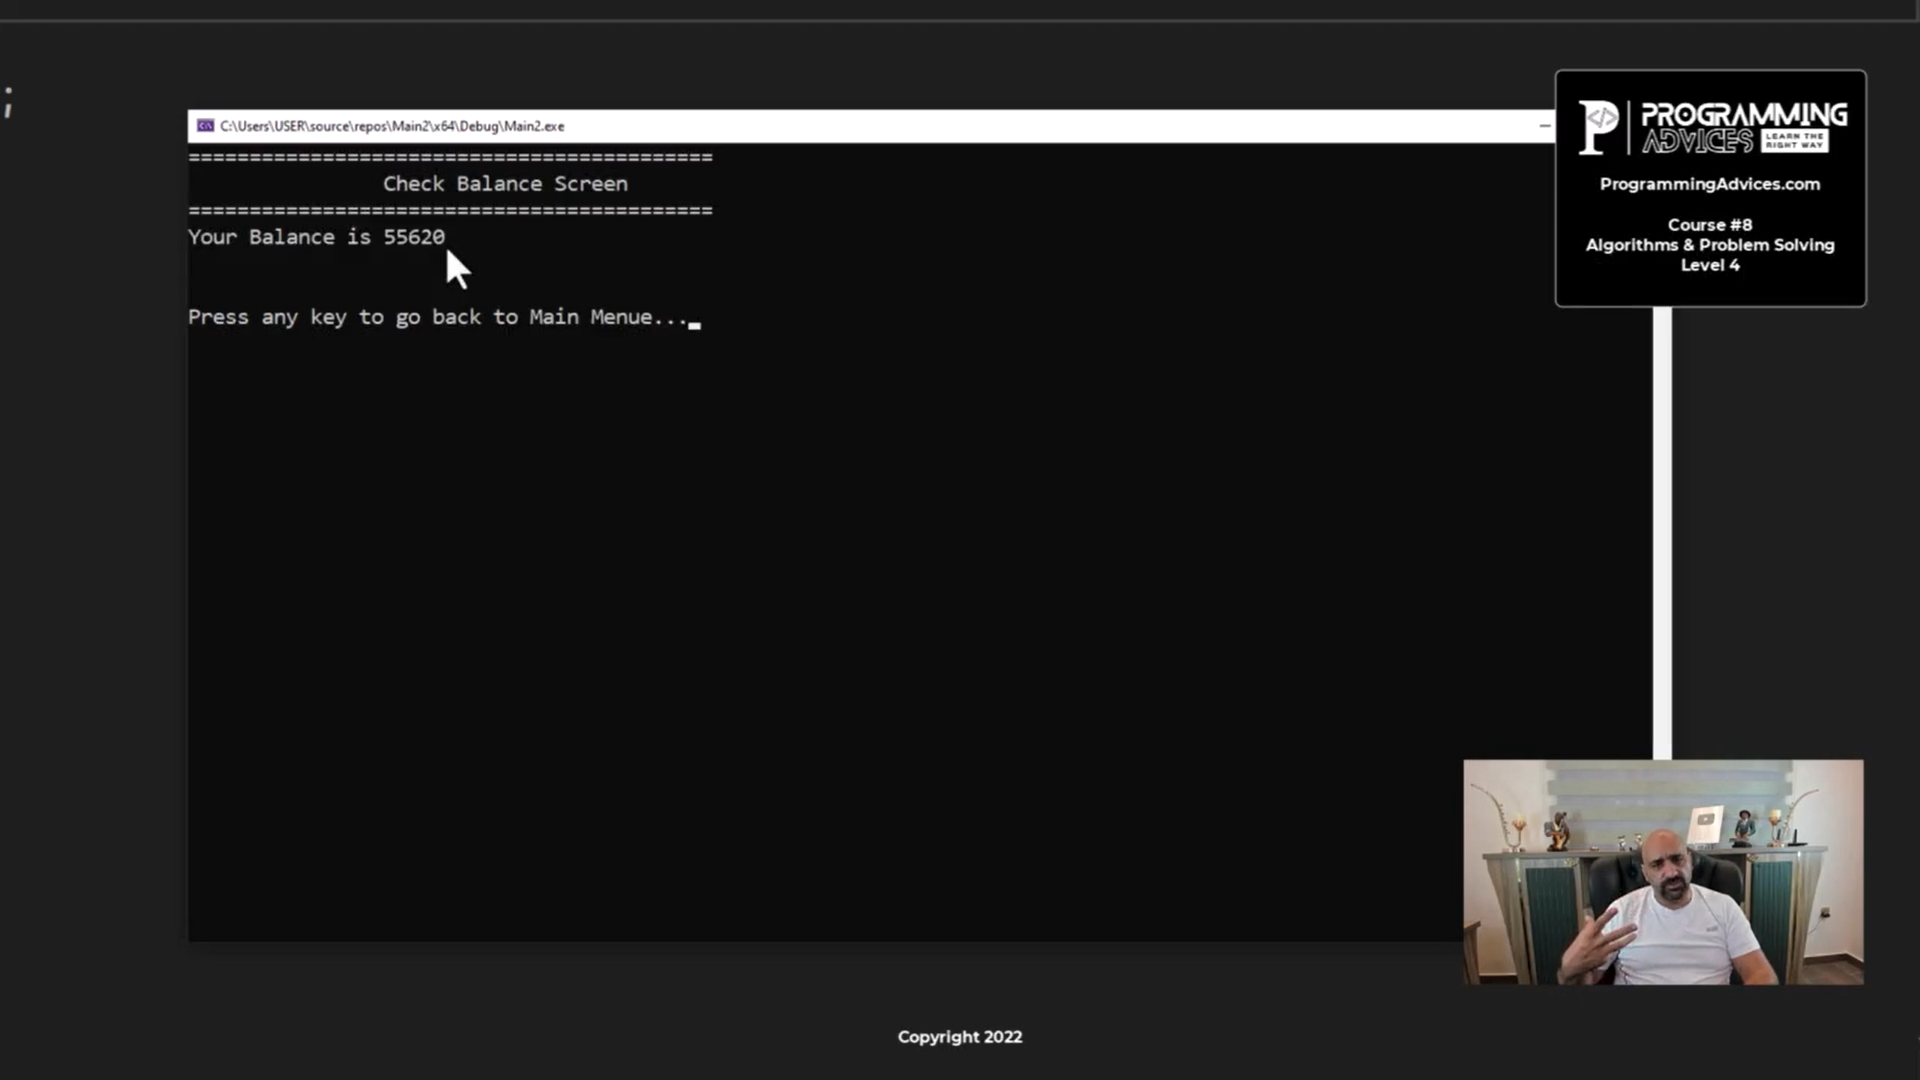 ;
C:\Users\USER\source\repos\Main2\x64\Debug\Main2.exe
===========================================
Check Balance Screen
===========================================
Your Balance is 55620
Press any key to go back to Main Menue...
P PROGRAMMING
ADVICES
LEARN THE
RIGHT WAY
ProgrammingAdvices.com
Course #8
Algorithms & Problem Solving
Level 4
Copyright 2022